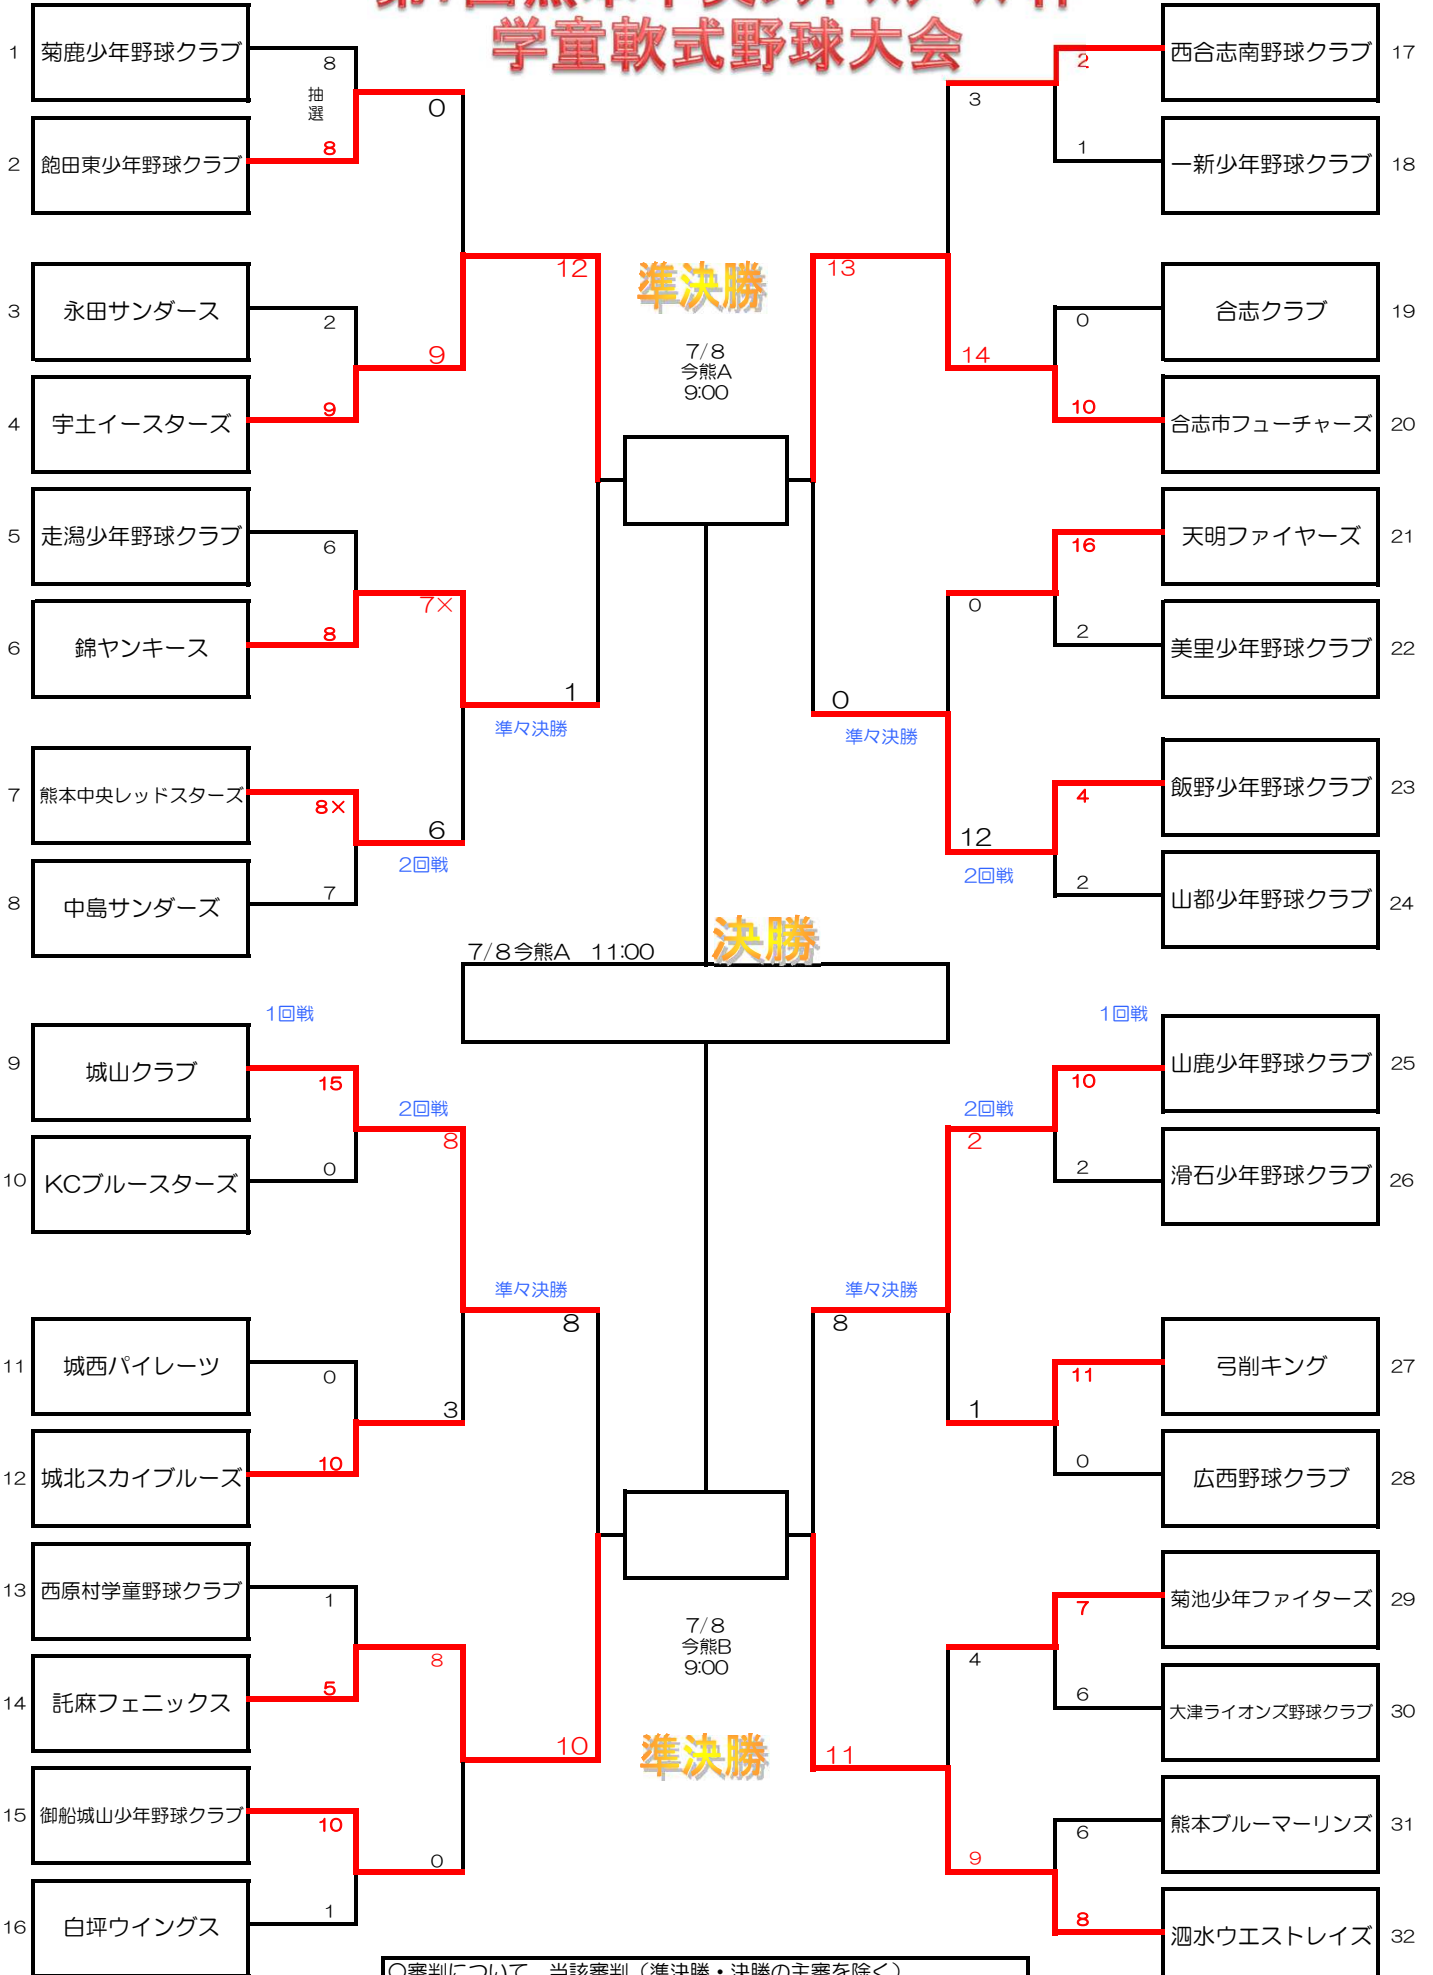 学童軟式野球大会
1 菊鹿少年野球クラブ 8
抽選
0
2 飽田東少年野球クラブ 8
12
3 永田サンダース 2
9
4 宇土イースターズ 9
5 走潟少年野球クラブ 6
7×
6 錦ヤンキース 8
1
準々決勝
7 熊本中央レッドスターズ 8×
6
2回戦
8 中島サンダーズ 7
準決勝
7/8
今熊A
9:00
2 西合志南野球クラブ 17
3
1 一新少年野球クラブ 18
13
0 合志クラブ 19
14
10 合志市フューチャーズ 20
16 天明ファイヤーズ 21
0
2 美里少年野球クラブ 22
0
準々決勝
4 飯野少年野球クラブ 23
12
2回戦
2 山都少年野球クラブ 24
7/8今熊A 11:00
決勝
1回戦
9 城山クラブ 15
2回戦
8
10 KCブルースターズ 0
準々決勝
8
11 城西パイレーツ 0
3
12 城北スカイブルーズ 10
13 西原村学童野球クラブ 1
8
14 託麻フェニックス 5
10
15 御船城山少年野球クラブ 10
0
16 白坪ウイングス 1
7/8
今熊B
9:00
準決勝
1回戦
10 山鹿少年野球クラブ 25
2回戦
2
2 滑石少年野球クラブ 26
準々決勝
8
11 弓削キング 27
1
0 広西野球クラブ 28
7 菊池少年ファイターズ 29
4
6 大津ライオンズ野球クラブ 30
11
6 熊本ブルーマーリンズ 31
9
8 泗水ウエストレイズ 32
〇審判について 当該審判（準決勝・決勝の主審を除く）